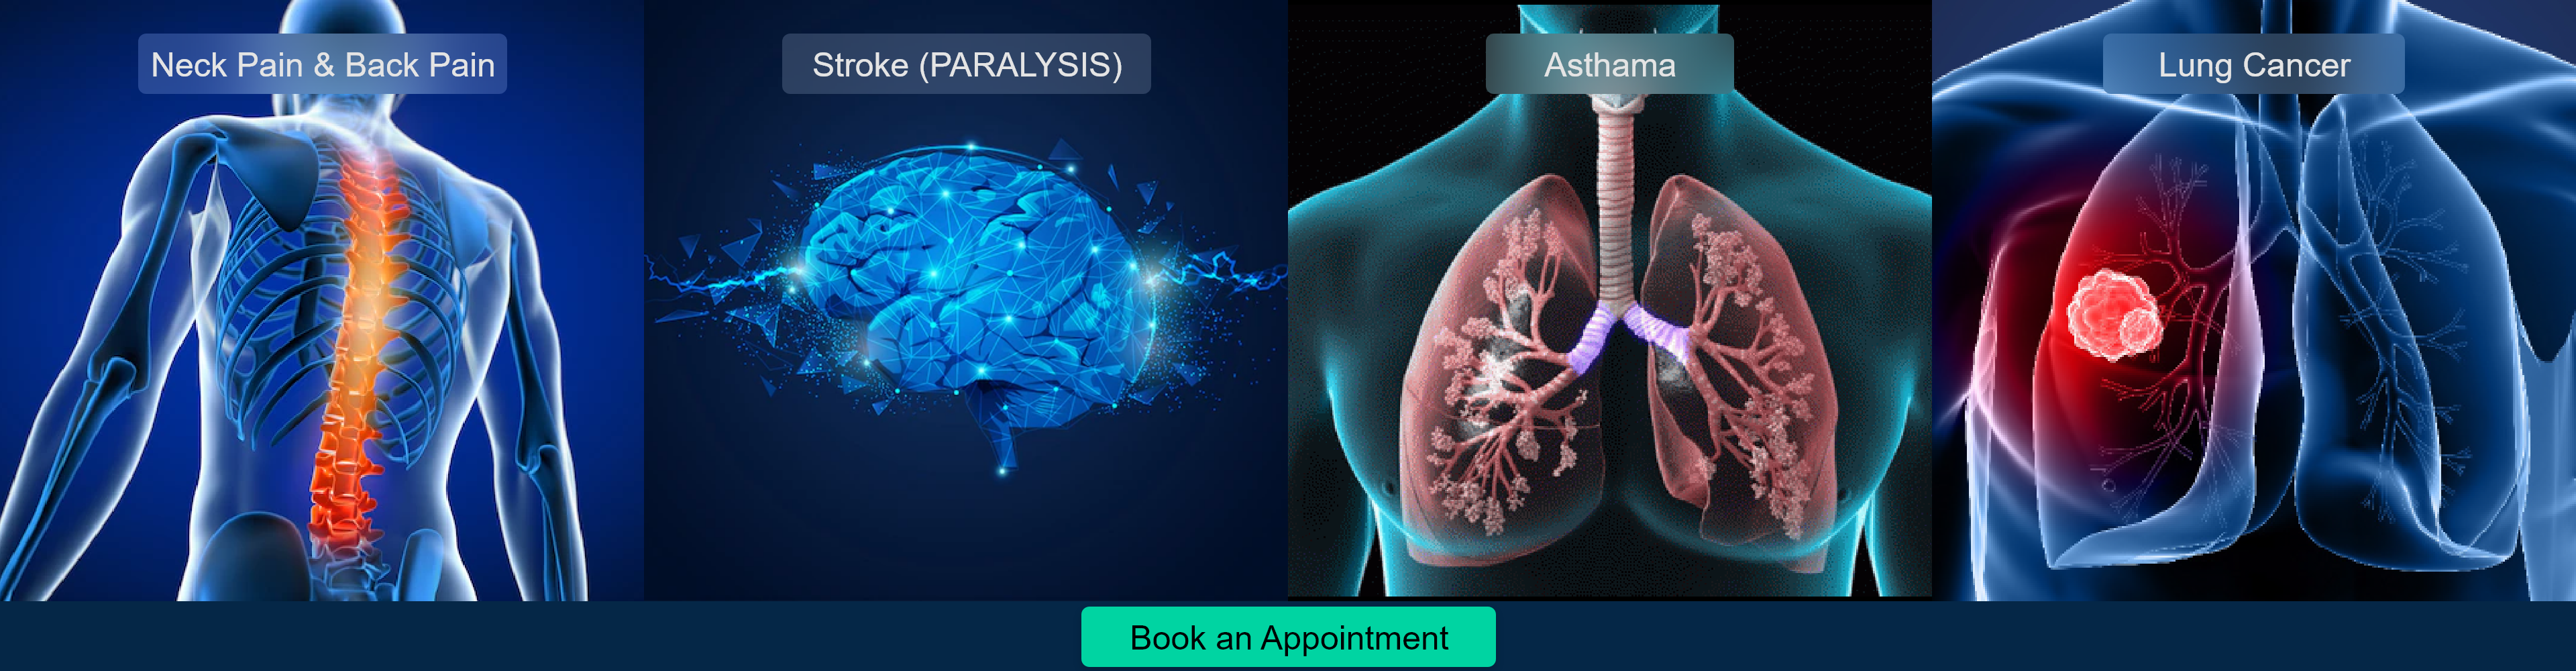 Neck Pain & Back Pain
Stroke (PARALYSIS)
Asthama
Lung Cancer
Book an Appointment